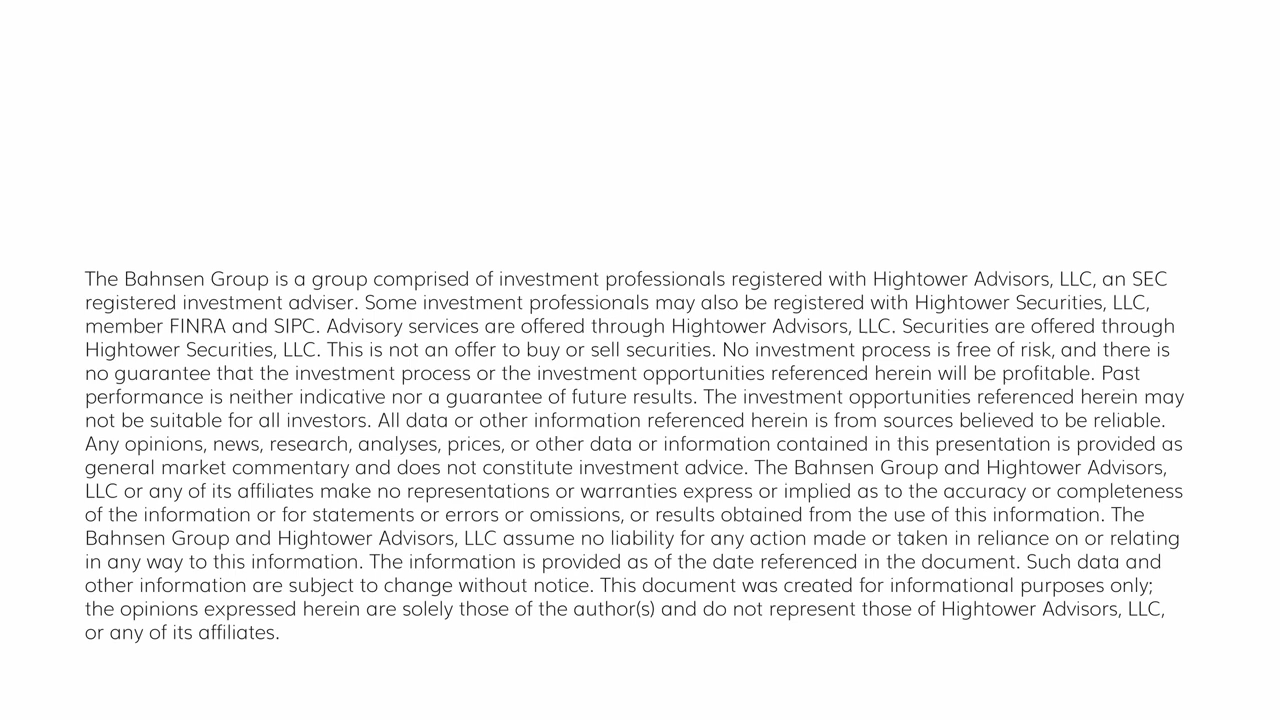 The Bahnsen Group is a group comprised of investment professionals registered with Hightower Advisors, LLC, an SEC
registered investment adviser. Some investment professionals may also be registered with Hightower Securities, LLC,
member FINRA and SIPC. Advisory services are offered through Hightower Advisors, LLC. Securities are offered through
Hightower Securities, LLC. This is not an offer to buy or sell securities. No investment process is free of risk, and there is
no guarantee that the investment process or the investment opportunities referenced herein will be profitable. Past
performance is neither indicative nor a guarantee of future results. The investment opportunities referenced herein may
not be suitable for all investors. All data or other information referenced herein is from sources believed to be reliable.
Any opinions, news, research, analyses, prices, or other data or information contained in this presentation is provided as
general market commentary and does not constitute investment advice. The Bahnsen Group and Hightower Advisors,
LLC or any of its affiliates make no representations or warranties express or implied as to the accuracy or completeness
of the information or for statements or errors or omissions, or results obtained from the use of this information. The
Bahnsen Group and Hightower Advisors, LLC assume no liability for any action made or taken in reliance on or relating
in any way to this information. The information is provided as of the date referenced in the document. Such data and
other information are subject to change without notice. This document was created for informational purposes only;
the opinions expressed herein are solely those of the author(s) and do not represent those of Hightower Advisors, LLC,
or any of its affiliates.